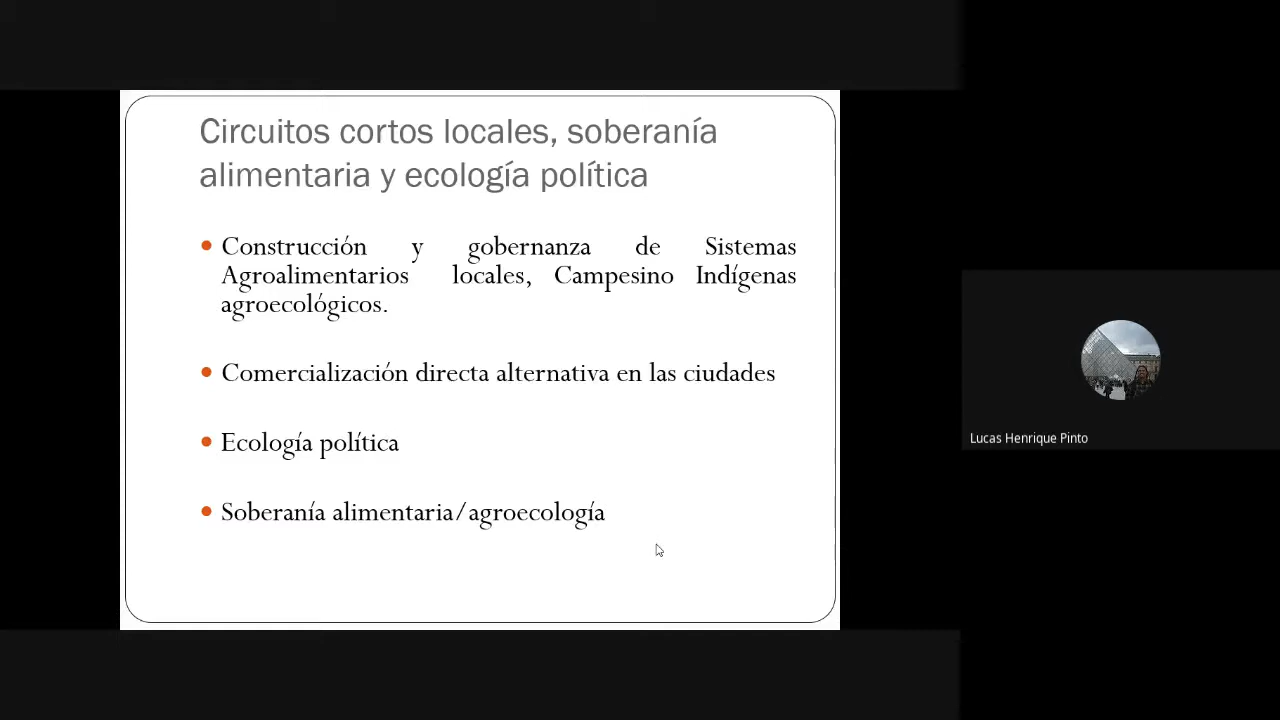 Circuitos cortos locales, soberanía
alimentaria y ecología política
Construcción y gobernanza de Sistemas
Agroalimentarios locales, Campesino Indígenas
agroecológicos.
Comercialización directa alternativa en las ciudades
Ecología política
Soberanía alimentaria/agroecología
Lucas Henrique Pinto